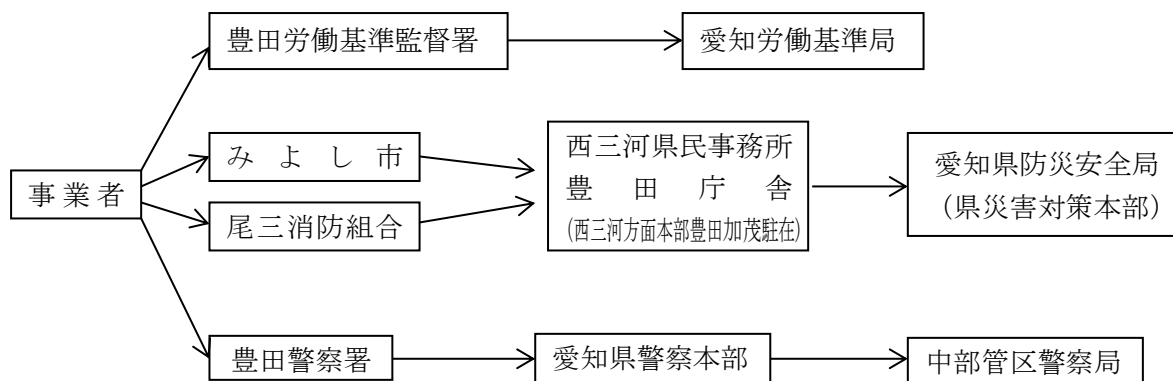 豊田労働基準監督署
愛知労働基準局
みよし市
西三河県民事務所
豊田庁舎
(西三河方面本部豊田加茂駐在)
愛知県防災安全局
（県災害対策本部）
事業者
尾三消防組合
豊田警察署
愛知県警察本部
中部管区警察局